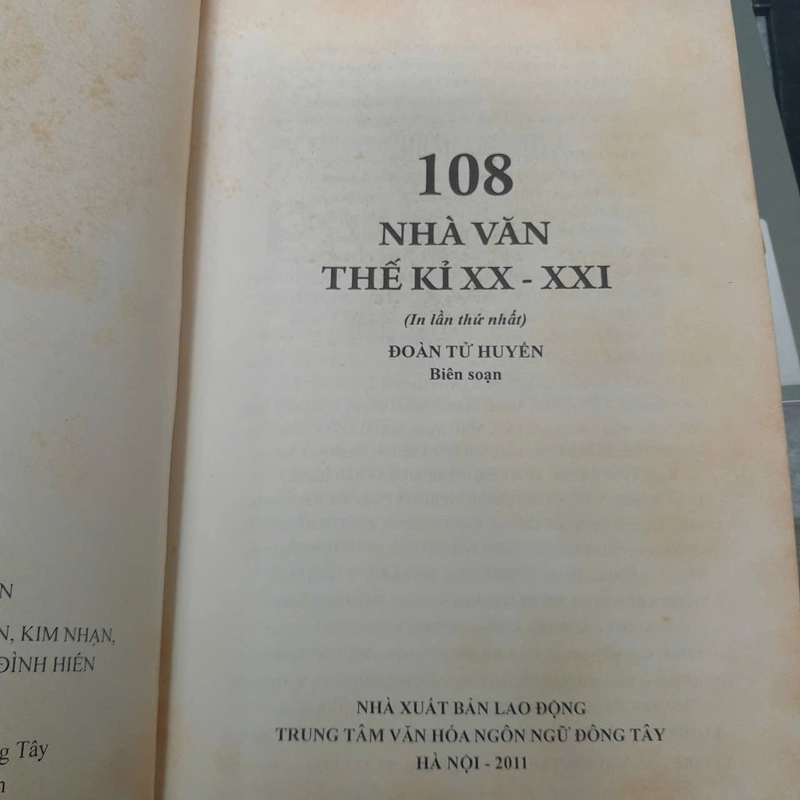 N
N, KIM NHẠN,
ĐÌNH HIẾN
g Tây
n
108
NHÀ VĂN
THẾ KỈ XX - XXI
(In lần thứ nhất)
ĐOÀN TỬ HUYẾN
Biên soạn
NHÀ XUẤT BẢN LAO ĐỘNG
TRUNG TÂM VĂN HÓA NGÔN NGỮ ĐÔNG TÂY
HÀ NỘI - 2011